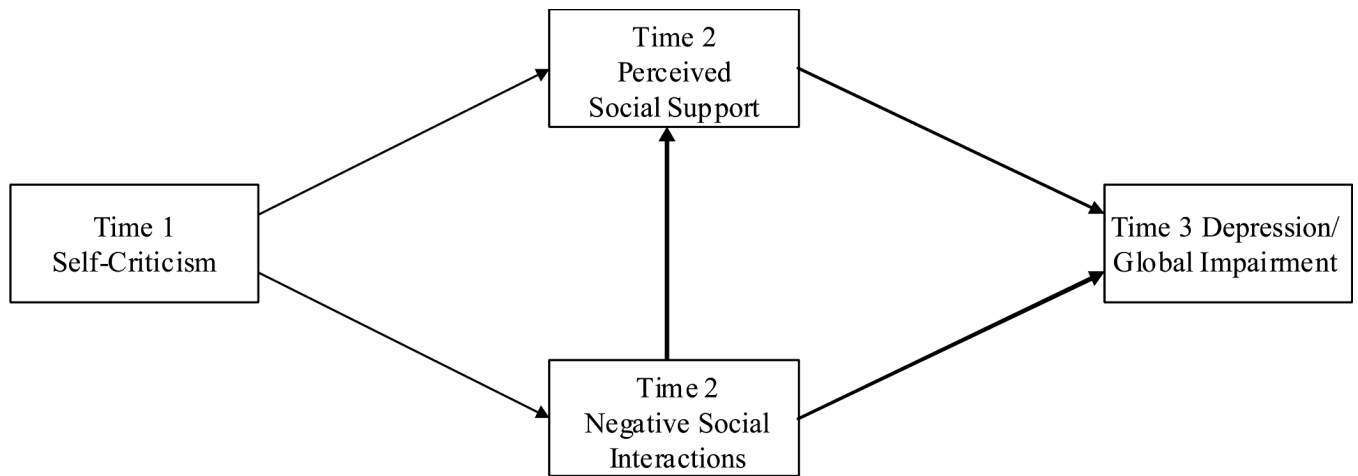 Time 2
Perceived
Social Support
Time 1
Self-Criticism
Time 3 Depression/
Global Impairment
Time 2
Negative Social
Interactions